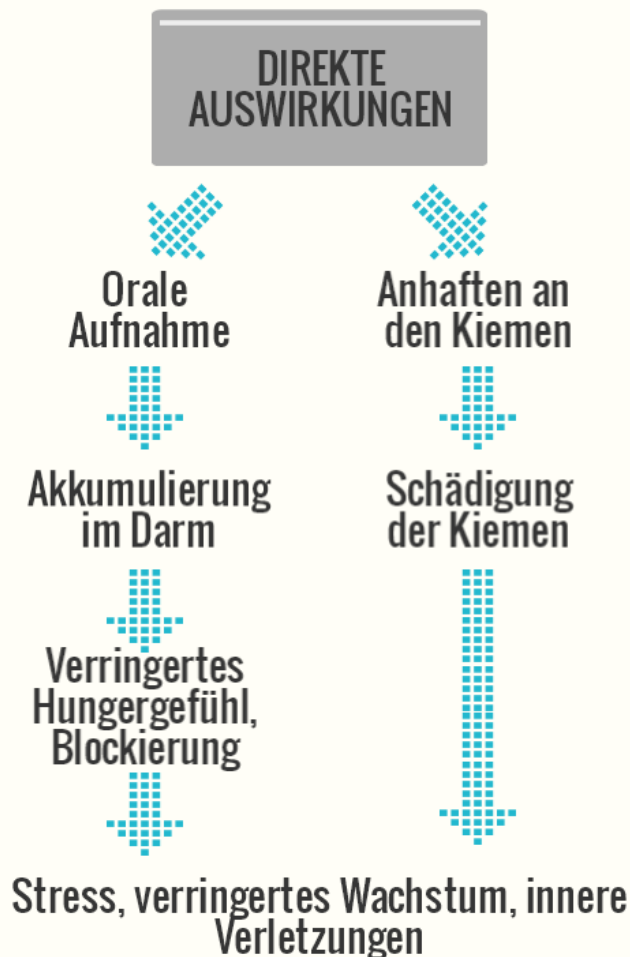 DIREKTE
AUSWIRKUNGEN
Orale
Aufnahme
Akkumulierung
im Darm
Verringertes
Hungergefühl,
Blockierung
Anhaften an
den Kiemen
Schädigung
der Kiemen
Stress, verringertes Wachstum, innere
Verletzungen